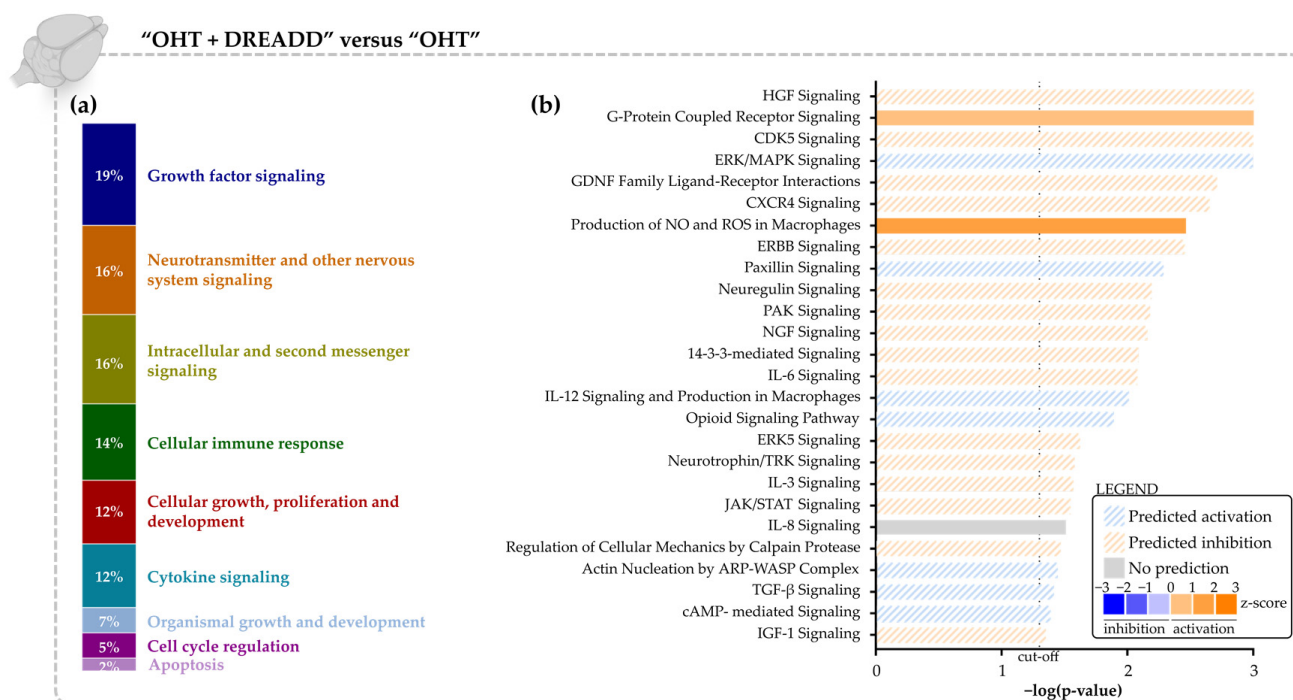 “OHT + DREADD” versus “OHT”
(a)
19%
Growth factor signaling
16%
Neurotransmitter and other nervous
system signaling
16%
Intracellular and second messenger
signaling
14%
Cellular immune response
12%
Cellular growth, proliferation and
development
12%
Cytokine signaling
7%
Organismal growth and development
5%
Cell cycle regulation
2%
Apoptosis
(b)
HGF Signaling
G-Protein Coupled Receptor Signaling
CDK5 Signaling
ERK/MAPK Signaling
GDNF Family Ligand-Receptor Interactions
CXCR4 Signaling
Production of NO and ROS in Macrophages
ERBB Signaling
Paxillin Signaling
Neuregulin Signaling
PAK Signaling
NGF Signaling
14-3-3-mediated Signaling
IL-6 Signaling
IL-12 Signaling and Production in Macrophages
Opioid Signaling Pathway
ERK5 Signaling
Neurotrophin/TRK Signaling
IL-3 Signaling
JAK/STAT Signaling
IL-8 Signaling
Regulation of Cellular Mechanics by Calpain Protease
Actin Nucleation by ARP-WASP Complex
TGF-β Signaling
cAMP- mediated Signaling
IGF-1 Signaling
cut-off
0 1 2 3
−log(p-value)
LEGEND
Predicted activation
Predicted inhibition
No prediction
−3 −2 −1 0 1 2 3
z-score
inhibition activation